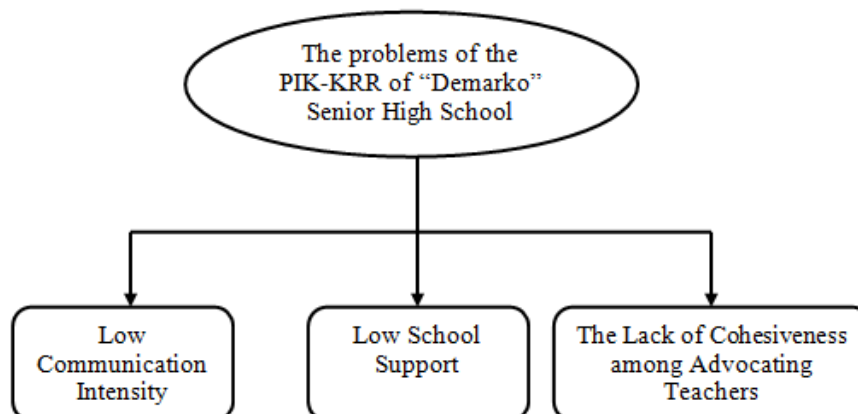 The problems of the
PIK-KRR of “Demarko”
Senior High School
Low
Communication
Intensity
Low School
Support
The Lack of Cohesiveness
among Advocating
Teachers